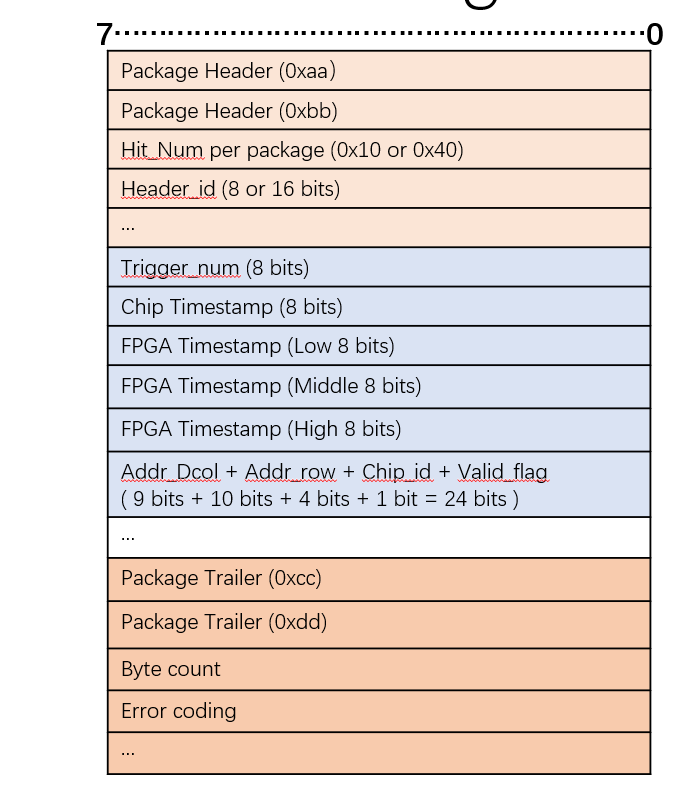 7 0
Package Header (0xaa)
Package Header (0xbb)
Hit_Num per package (0x10 or 0x40)
Header_id (8 or 16 bits)
...
Trigger_num (8 bits)
Chip Timestamp (8 bits)
FPGA Timestamp (Low 8 bits)
FPGA Timestamp (Middle 8 bits)
FPGA Timestamp (High 8 bits)
Addr_Dcol + Addr_row + Chip_id + Valid_flag
( 9 bits + 10 bits + 4 bits + 1 bit = 24 bits )
...
Package Trailer (0xcc)
Package Trailer (0xdd)
Byte count
Error coding
...